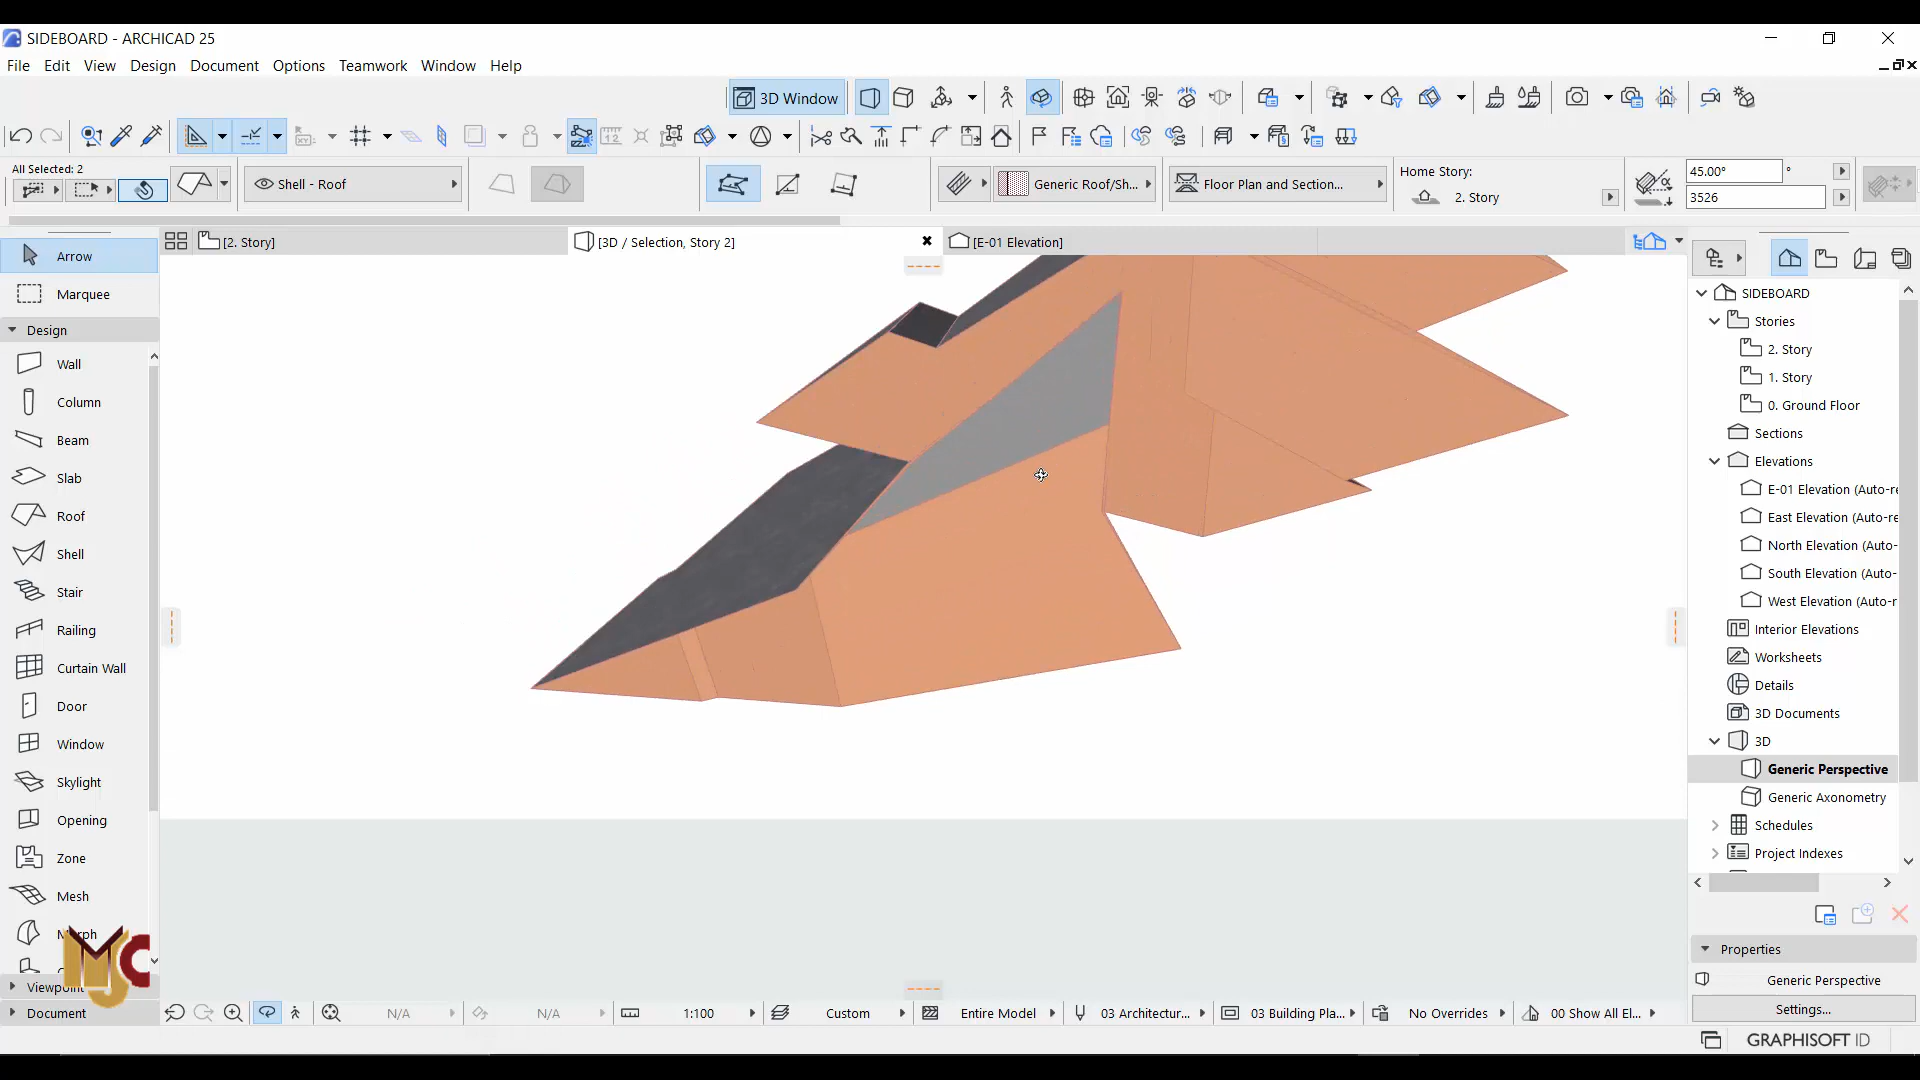 SIDEBOARD - ARCHICAD 25
File Edit View Design Document Options Teamwork Window Help
3D Window
All Selected: 2
Shell - Roof
Generic Roof/Sh...
Floor Plan and Section...
Home Story:
2. Story
45.00° °
3526
[2. Story]
[3D / Selection, Story 2]
[E-01 Elevation]
Arrow
Marquee
Design
Wall
Column
Beam
Slab
Roof
Shell
Stair
Railing
Curtain Wall
Door
Window
Skylight
Opening
Zone
Mesh
Document
SIDEBOARD
Stories
2. Story
1. Story
0. Ground Floor
Sections
Elevations
E-01 Elevation (Auto-re
East Elevation (Auto-re
North Elevation (Auto-
South Elevation (Auto-
West Elevation (Auto-r
Interior Elevations
Worksheets
Details
3D Documents
3D
Generic Perspective
Generic Axonometry
Schedules
Project Indexes
Properties
Generic Perspective
Settings...
N/A
N/A
1:100
Custom
Entire Model
03 Architectur...
03 Building Pla...
No Overrides
00 Show All El...
GRAPHISOFT ID